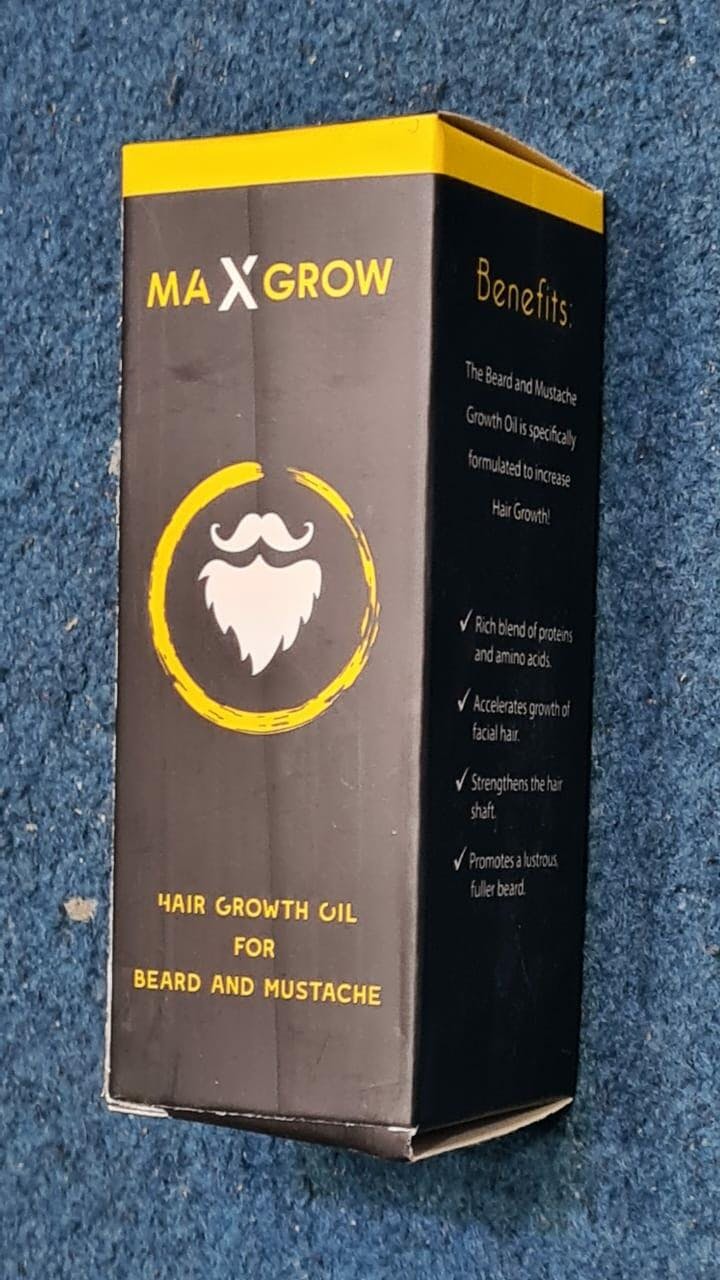 MAXGROW
HAIR GROWTH OIL
FOR
BEARD AND MUSTACHE
Benefits:
The Beard and Mustache
Growth Oil is specifically
formulated to increase
Hair Growth!
✓ Rich blend of proteins
and amino acids.
✓ Accelerates growth of
facial hair.
✓ Strengthens the hair
shaft.
✓ Promotes a lustrous,
fuller beard.